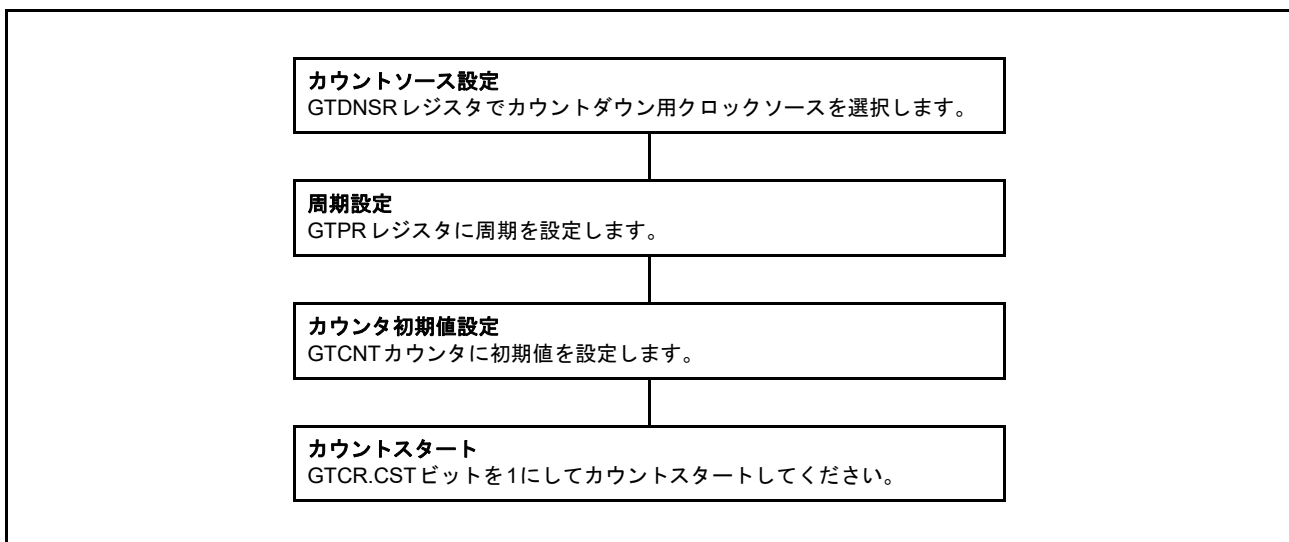 カウントソース設定
GTDNSRレジスタでカウントダウン用クロックソースを選択します。
周期設定
GTPRレジスタに周期を設定します。
カウンタ初期値設定
GTCNTカウンタに初期値を設定します。
カウントスタート
GTCR.CSTビットを1にしてカウントスタートしてください。